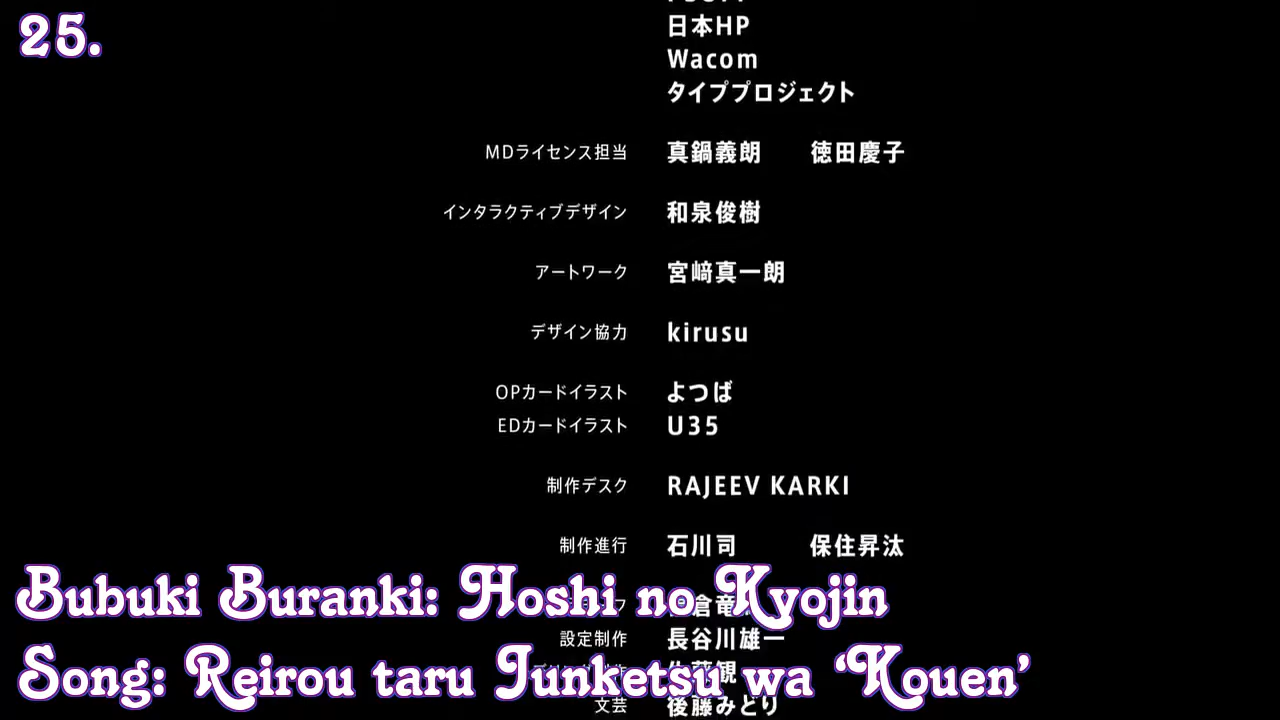 25.
日本HP
Wacom
タイププロジェクト
MDライセンス担当 真鍋義朗 徳田慶子
インタラクティブデザイン 和泉俊樹
アートワーク 宮﨑真一朗
デザイン協力 kirusu
OPカードイラスト よつば
EDカードイラスト U35
制作デスク RAJEEV KARKI
制作進行 石川司 保住昇汰
Bubuki Buranki: Hoshi no Kyojin
設定制作 長谷川雄一
Song: Reirou taru Junketsu wa ‘Kouen’
文芸 後藤みどり